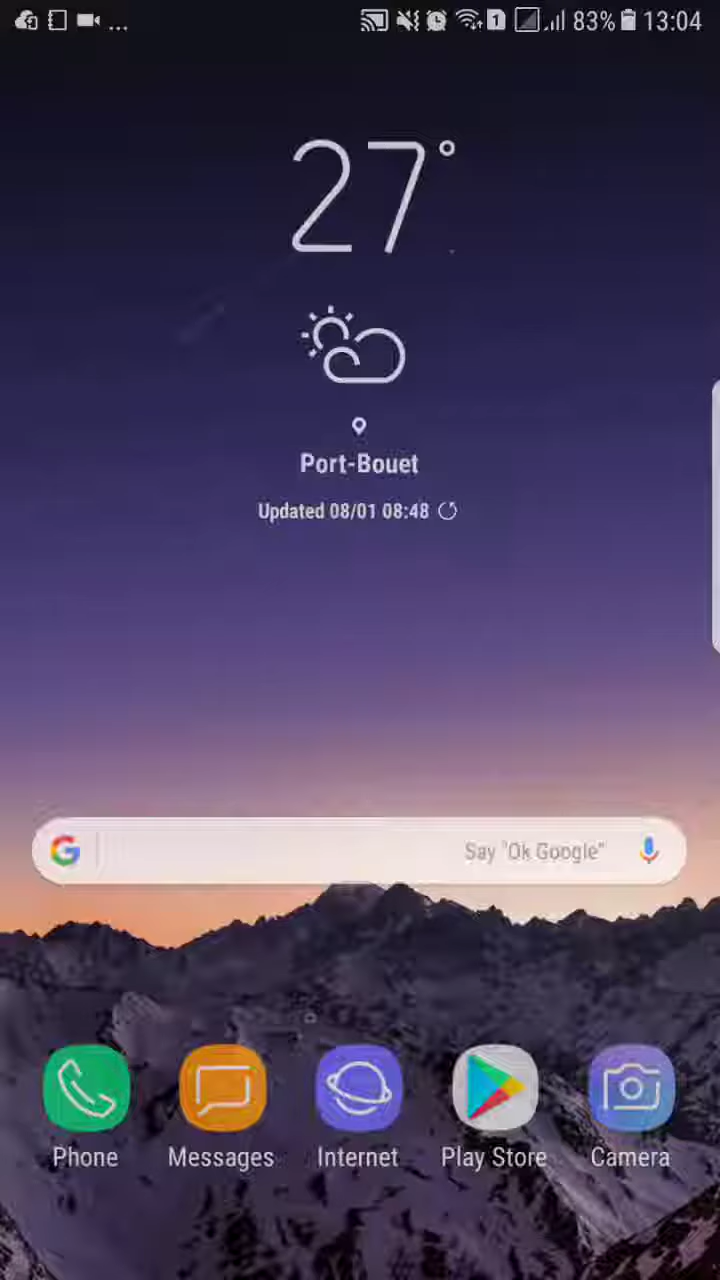 ... 1 83% 13:04
27°
Port-Bouet
Updated 08/01 08:48
G Say "Ok Google"
Phone Messages Internet Play Store Camera